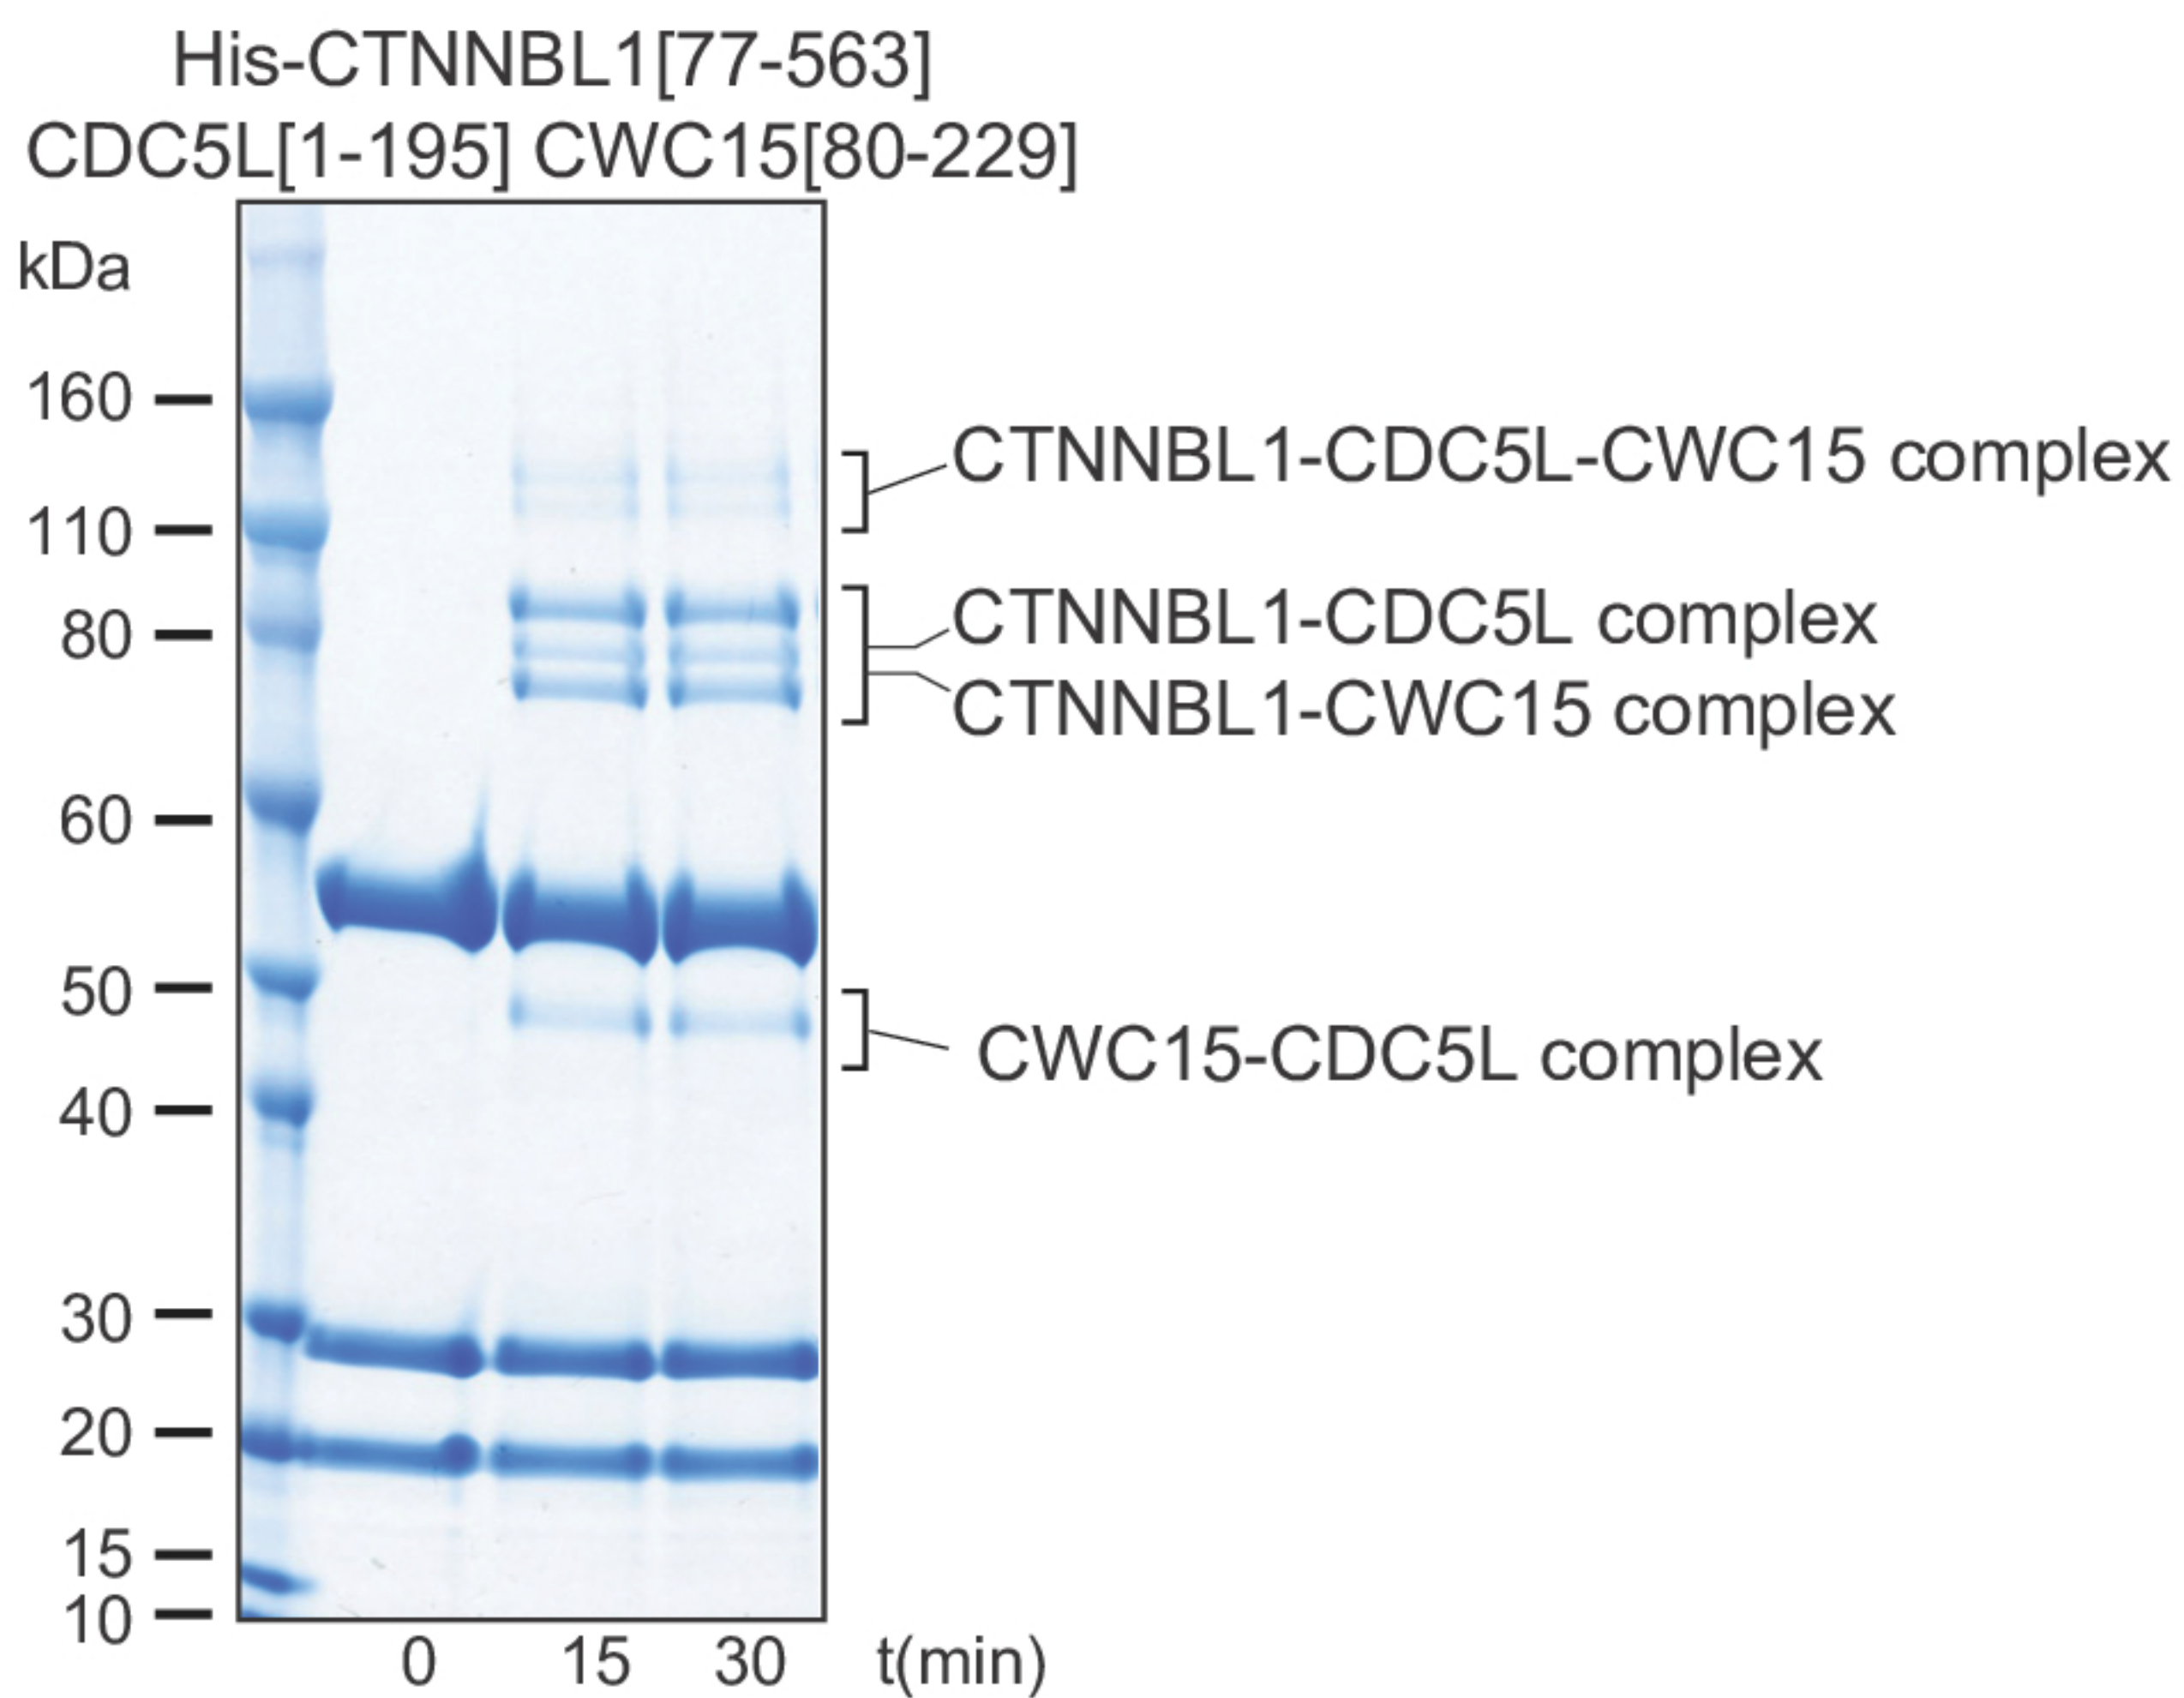 His-CTNNBL1[77-563]
CDC5L[1-195] CWC15[80-229]
kDa
160
110
80
60
50
40
30
20
15
10
CTNNBL1-CDC5L-CWC15 complex
CTNNBL1-CDC5L complex
CTNNBL1-CWC15 complex
CWC15-CDC5L complex
0 15 30 t(min)